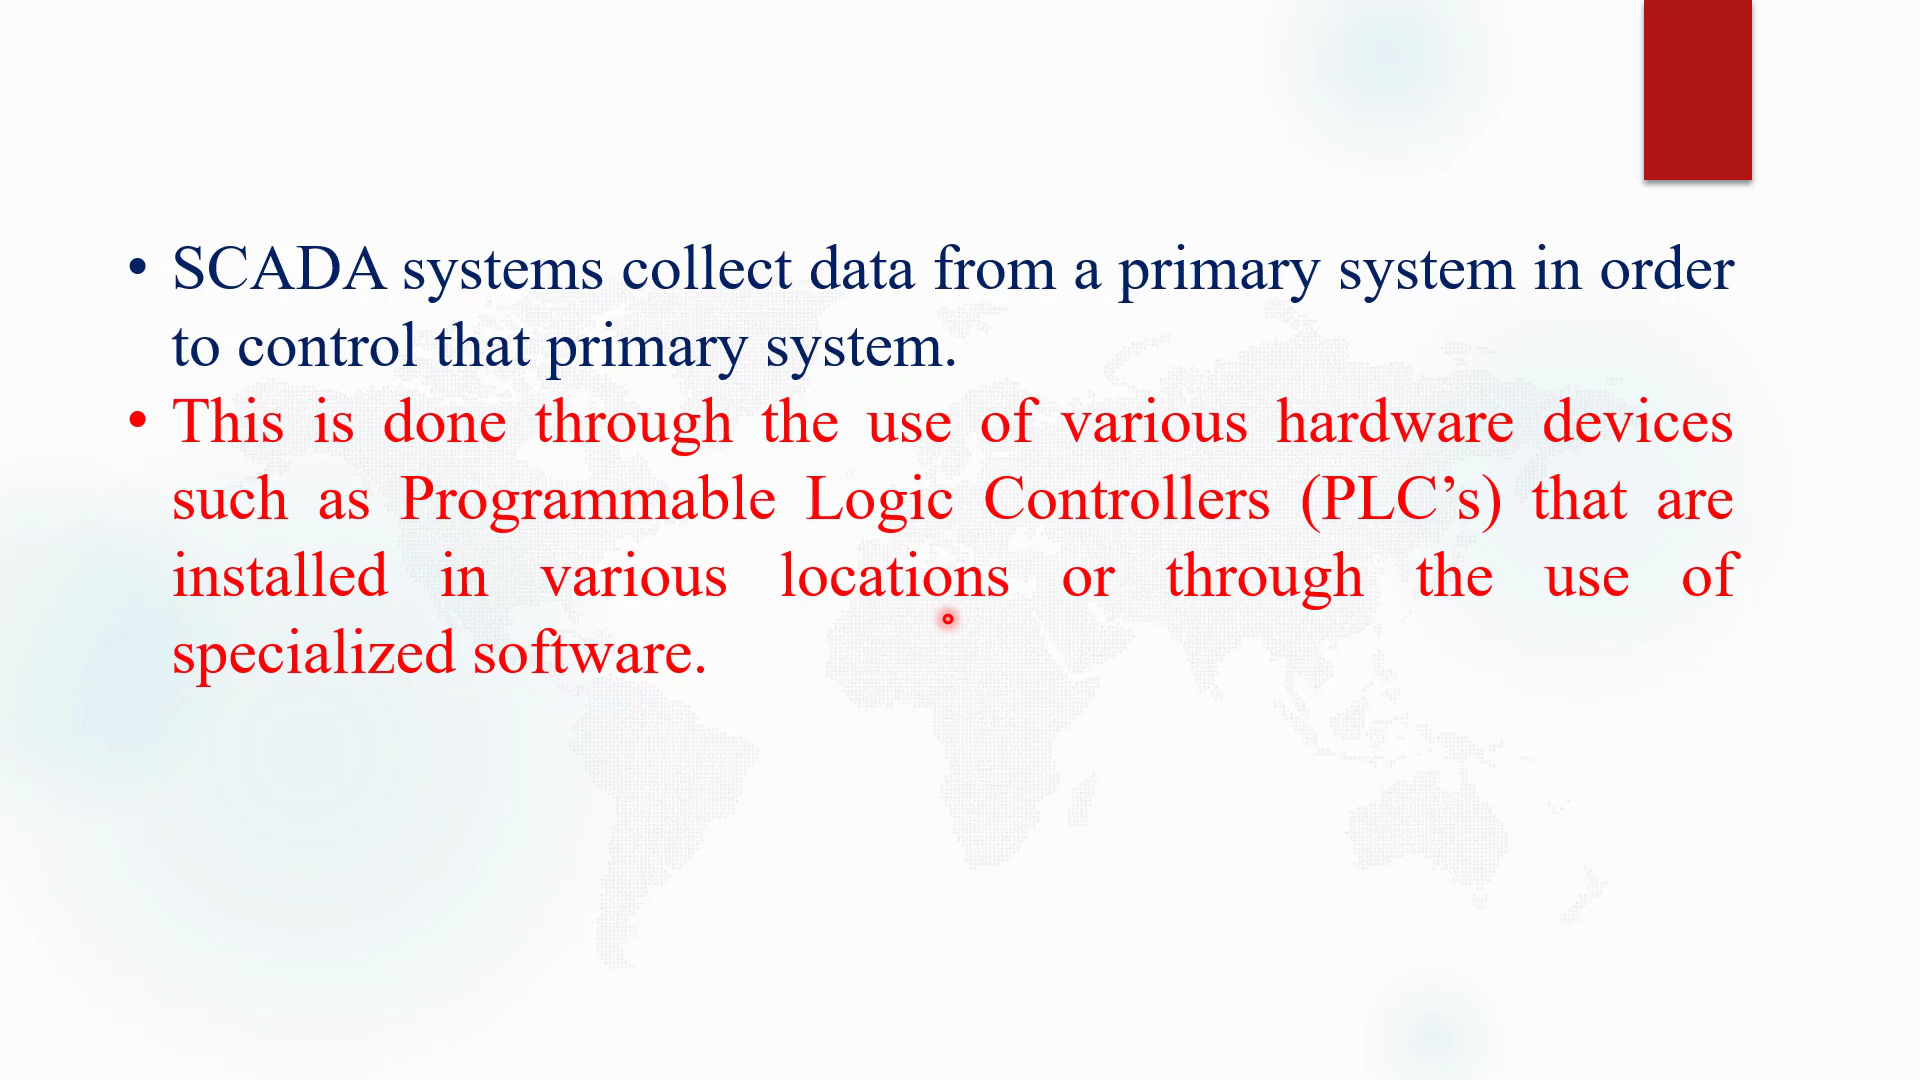 • SCADA systems collect data from a primary system in order
to control that primary system.
• This is done through the use of various hardware devices
such as Programmable Logic Controllers (PLC’s) that are
installed in various locations or through the use of
specialized software.